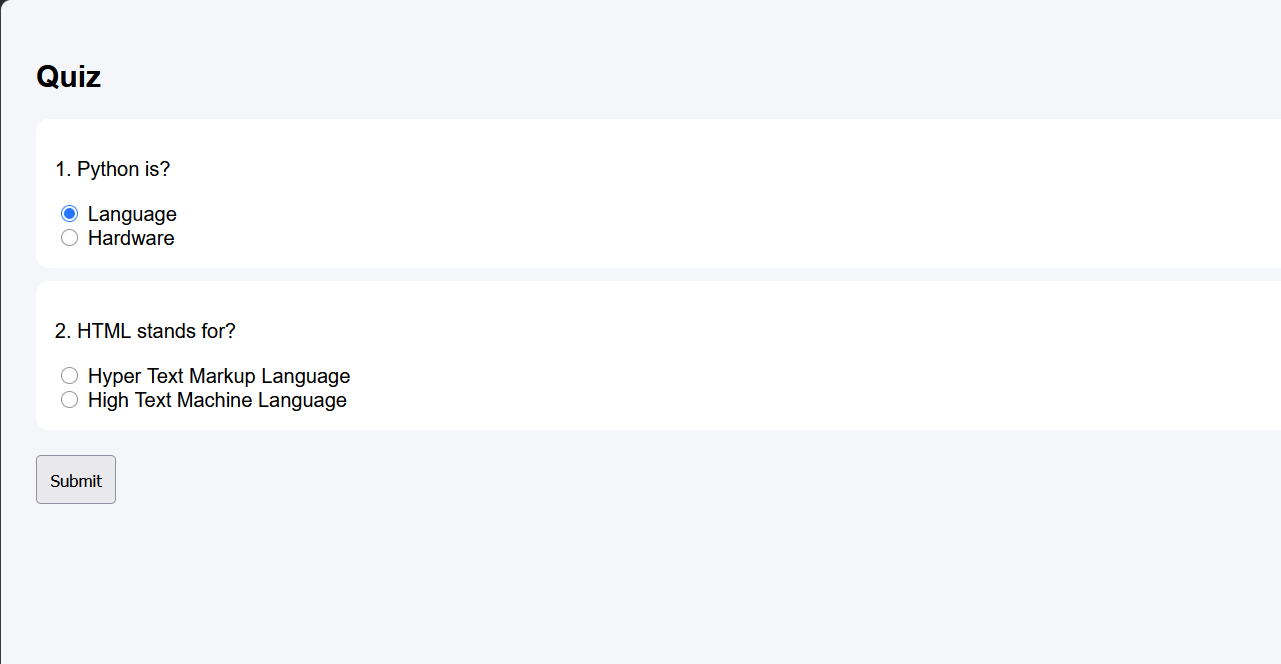 Quiz
1. Python is?
Language
Hardware
2. HTML stands for?
Hyper Text Markup Language
High Text Machine Language
Submit